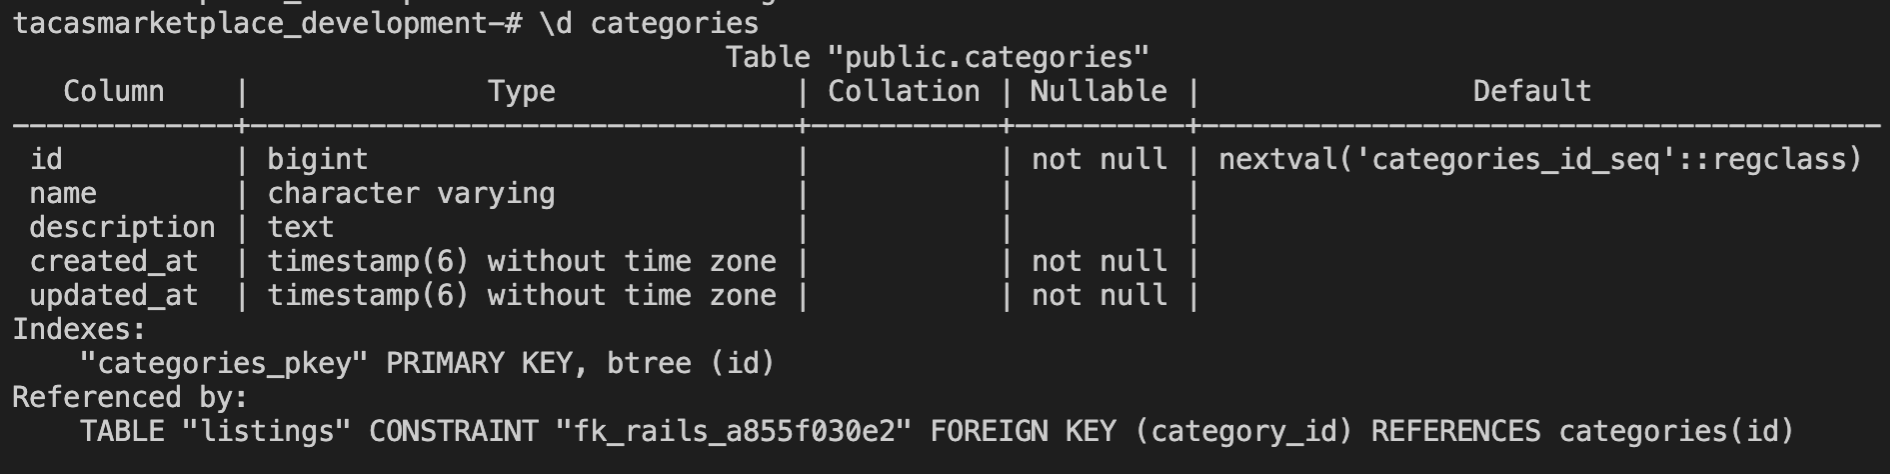 tacasmarketplace_development-# \d categories
Table "public.categories"
Column | Type | Collation | Nullable | Default
-------------+--------------------------------+-----------+----------+----------------------------------------
id | bigint | | not null | nextval('categories_id_seq'::regclass)
name | character varying | | |
description | text | | |
created_at | timestamp(6) without time zone | | not null |
updated_at | timestamp(6) without time zone | | not null |
Indexes:
"categories_pkey" PRIMARY KEY, btree (id)
Referenced by:
TABLE "listings" CONSTRAINT "fk_rails_a855f030e2" FOREIGN KEY (category_id) REFERENCES categories(id)